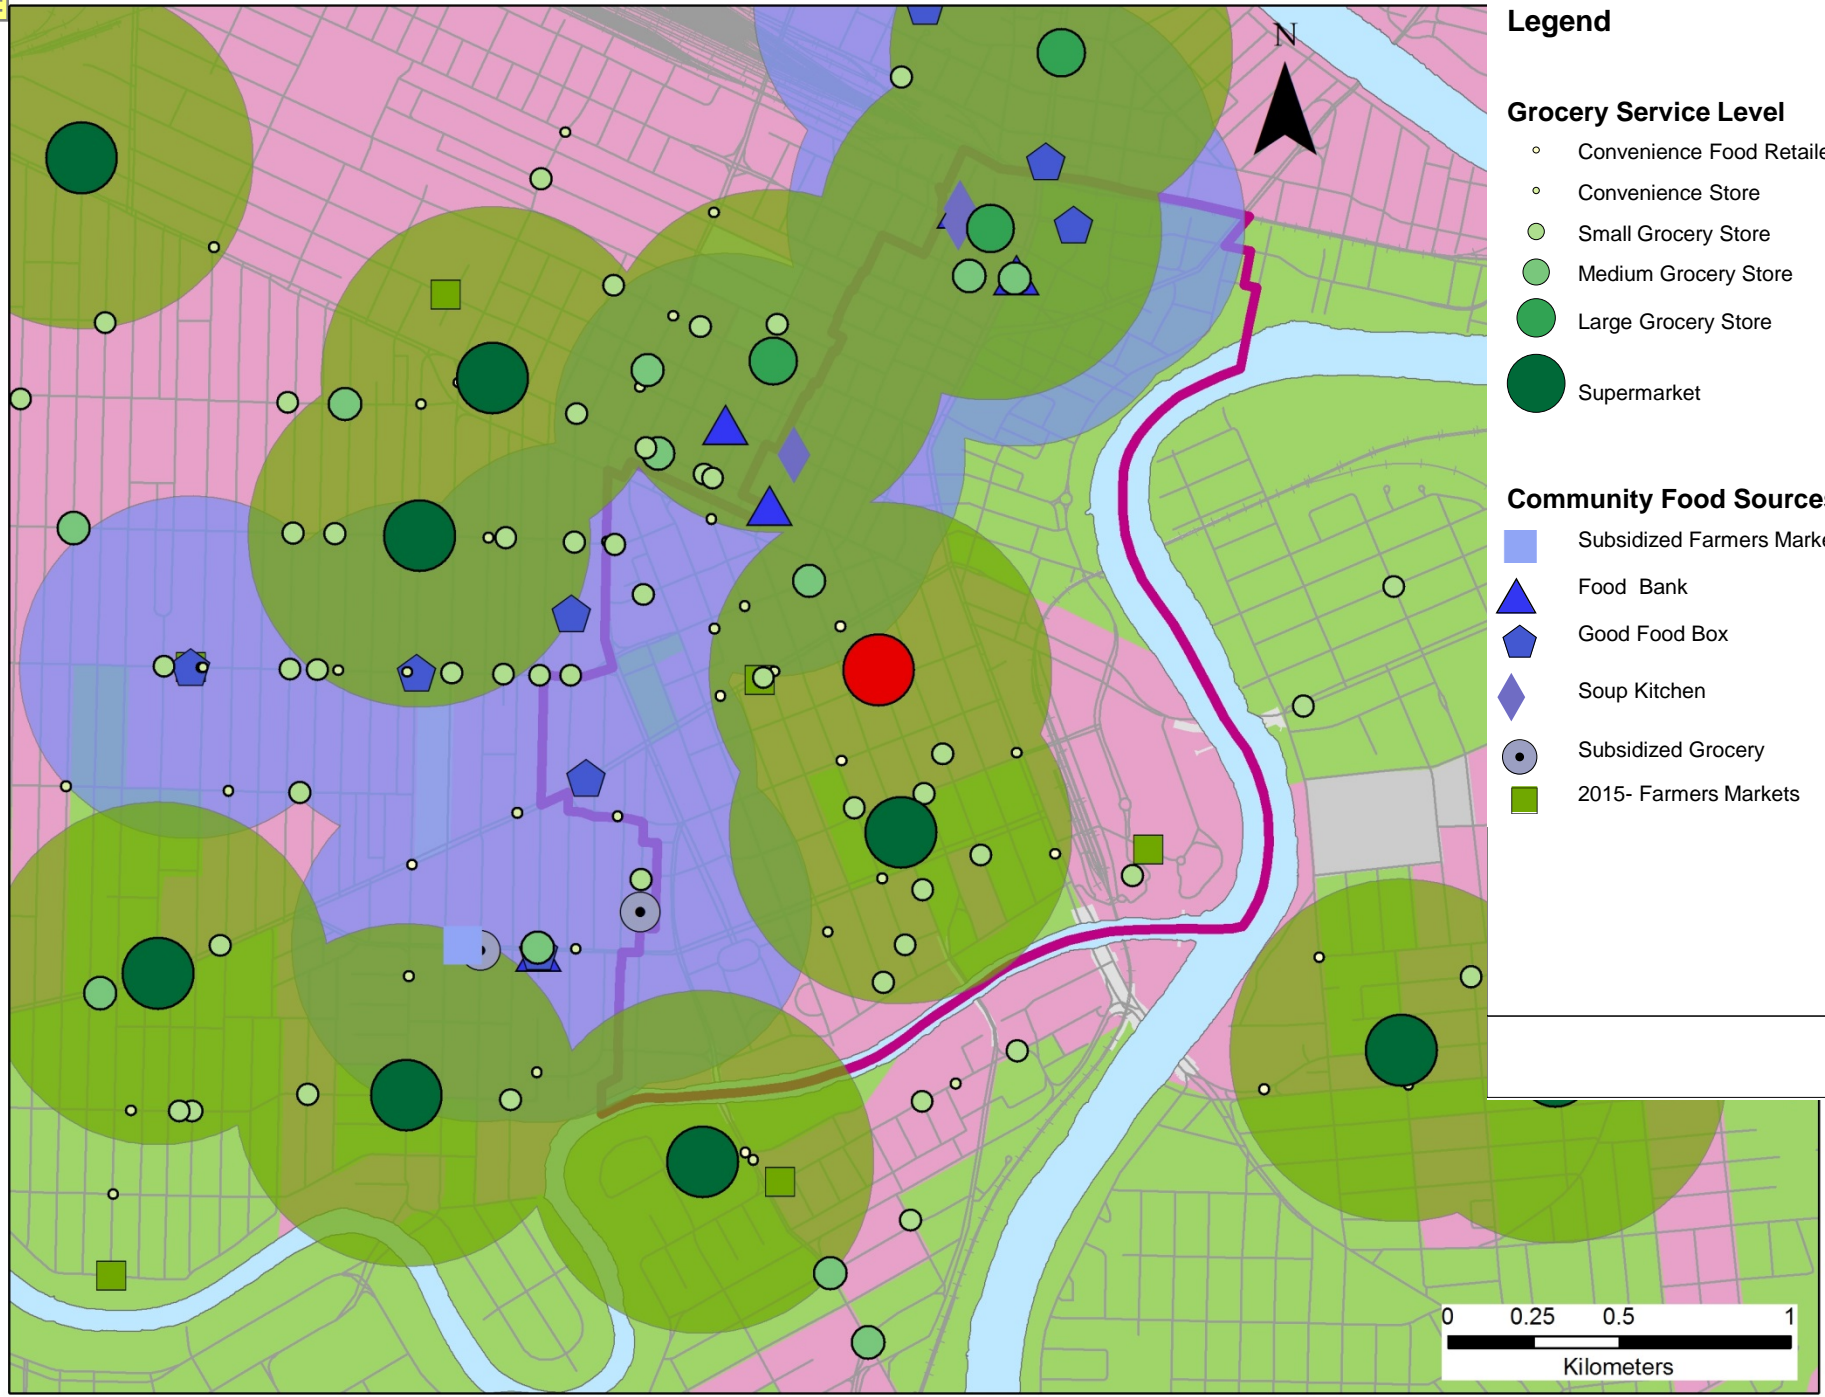 N
Legend
Grocery Service Level
Convenience Food Retaile
Convenience Store
Small Grocery Store
Medium Grocery Store
Large Grocery Store
Supermarket
Community Food Sources
Subsidized Farmers Marke
Food Bank
Good Food Box
Soup Kitchen
Subsidized Grocery
2015- Farmers Markets
0 0.25 0.5 1
Kilometers